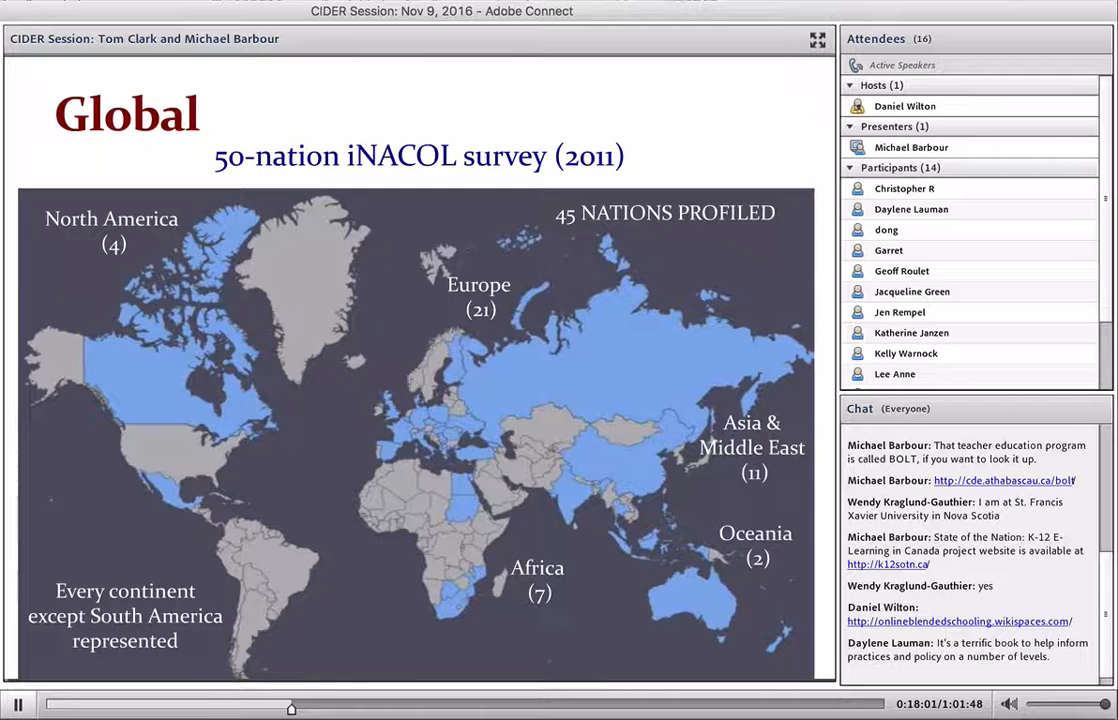 CIDER Session: Nov 9, 2016 - Adobe Connect
CIDER Session: Tom Clark and Michael Barbour
Global
50-nation iNACOL survey (2011)
North America
(4)
45 NATIONS PROFILED
Europe
(21)
Asia &
Middle East
(11)
Oceania
(2)
Africa
(7)
Every continent
except South America
represented
Attendees (16)
Active Speakers
Hosts (1)
Daniel Wilton
Presenters (1)
Michael Barbour
Participants (14)
Christopher R
Daylene Lauman
dong
Garret
Geoff Roulet
Jacqueline Green
Jen Rempel
Katherine Janzen
Kelly Warnock
Lee Anne
Chat (Everyone)
Michael Barbour: That teacher education program
is called BOLT, if you want to look it up.
Michael Barbour: http://cde.athabascau.ca/bolt/
Wendy Kraglund-Gauthier: I am at St. Francis
Xavier University in Nova Scotia
Michael Barbour: State of the Nation: K-12 E-
Learning in Canada project website is available at
http://k12sotn.ca/
Wendy Kraglund-Gauthier: yes
Daniel Wilton:
http://onlineblendedschooling.wikispaces.com/
Daylene Lauman: It's a terrific book to help inform
practices and policy on a number of levels.
0:18:01/1:01:48